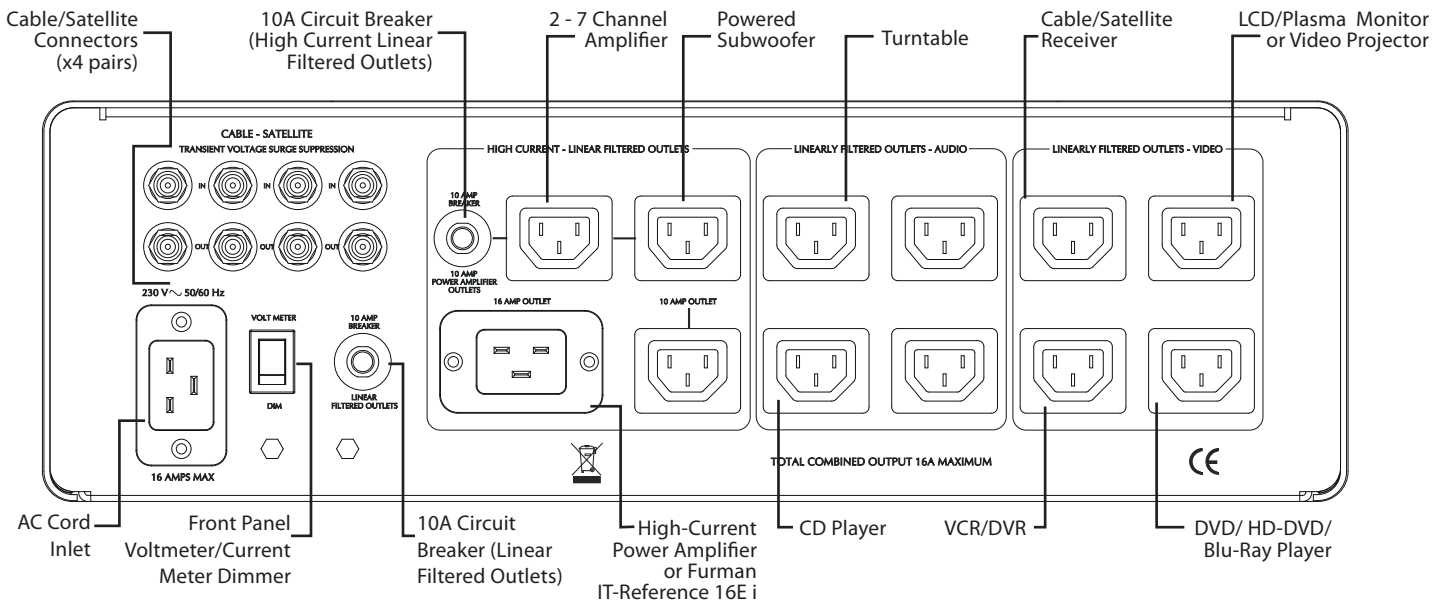 Cable/Satellite
Connectors
(x4 pairs)
10A Circuit Breaker
(High Current Linear
Filtered Outlets)
2 - 7 Channel
Amplifier
Powered
Subwoofer
Turntable
Cable/Satellite
Receiver
LCD/Plasma Monitor
or Video Projector
CABLE - SATELLITE
TRANSIENT VOLTAGE SURGE SUPPRESSION
IN IN IN
OUT OUT OUT
HIGH CURRENT - LINEAR FILTERED OUTLETS
LINEARLY FILTERED OUTLETS - AUDIO
LINEARLY FILTERED OUTLETS - VIDEO
10 AMP
BREAKER
10 AMP
POWER AMPLIFIER
OUTLETS
230 V~ 50/60 Hz
16 AMPS MAX
VOLT METER
DIM
10 AMP
BREAKER
LINEAR
FILTERED OUTLETS
16 AMP OUTLET
10 AMP OUTLET
TOTAL COMBINED OUTPUT 16A MAXIMUM
CE
AC Cord
Inlet
Front Panel
Voltmeter/Current
Meter Dimmer
10A Circuit
Breaker (Linear
Filtered Outlets)
High-Current
Power Amplifier
or Furman
IT-Reference 16E i
CD Player
VCR/DVR
DVD/ HD-DVD/
Blu-Ray Player